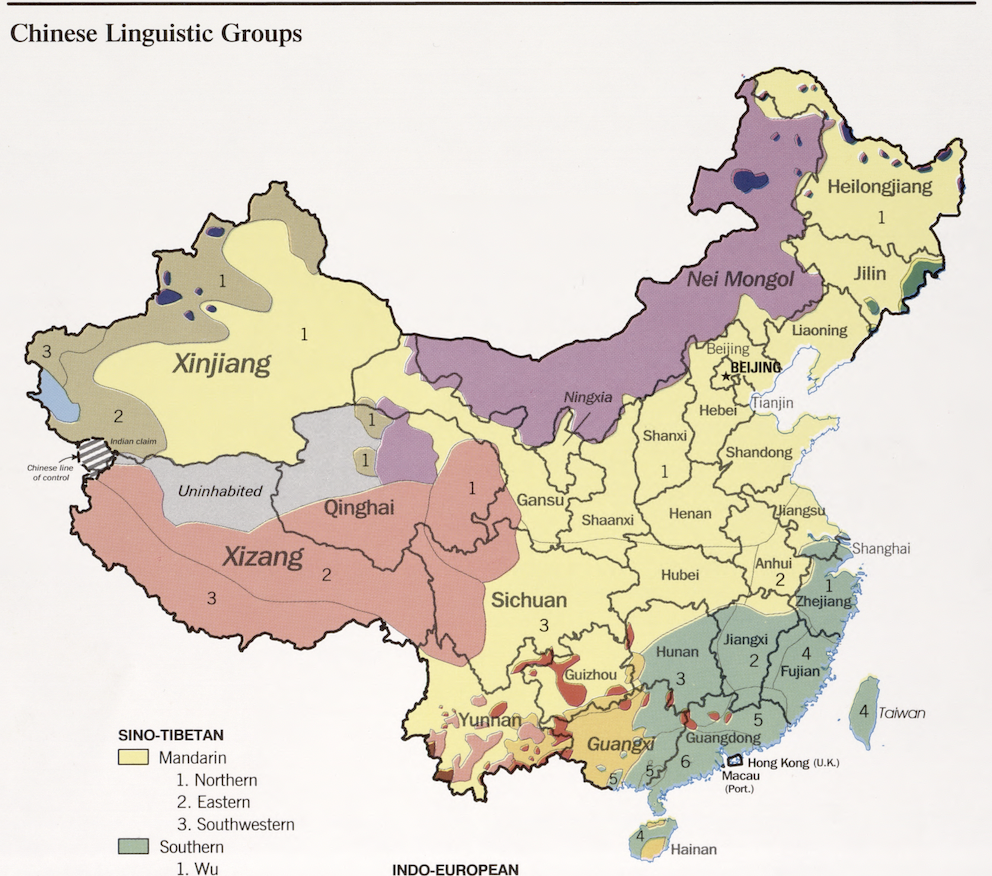 Chinese Linguistic Groups
Heilongjiang
1
Nei Mongol
Jilin
1
1
Liaoning
3
Xinjiang
Beijing
BEIJING
Ningxia
Tianjin
2
1
Hebei
Indian claim
Shanxi
Shandong
Chinese line
of control
1
1
Uninhabited
1
Gansu
Qinghai
Shaanxi
Henan
Jiangsu
Xizang
2
Shanghai
Anhui
2
Hubei
1
Zhejiang
3
Sichuan
3
Jiangxi
2
Hunan
3
4
Fujian
Guizhou
Yunnan
4
Taiwan
5
Guangxi
Guangdong
6
5
5
Hong Kong (U.K.)
Macau
(Port.)
4
Hainan
SINO-TIBETAN
Mandarin
1. Northern
2. Eastern
3. Southwestern
Southern
1. Wu
INDO-EUROPEAN